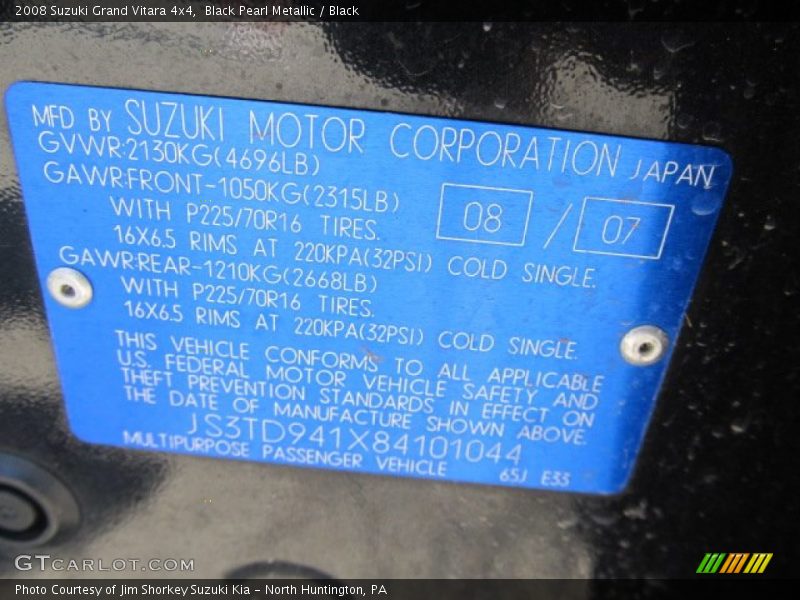 2008 Suzuki Grand Vitara 4x4,  Black Pearl Metallic / Black
MFD BY SUZUKI MOTOR CORPORATION JAPAN
GVWR:2130KG(4696LB)
GAWR:FRONT-1050KG(2315LB)
08 / 07
WITH P225/70R16 TIRES.
16X6.5 RIMS AT 220KPA(32PSI) COLD SINGLE.
GAWR:REAR-1210KG(2668LB)
WITH P225/70R16 TIRES.
16X6.5 RIMS AT 220KPA(32PSI) COLD SINGLE.
THIS VEHICLE CONFORMS TO ALL APPLICABLE
U.S. FEDERAL MOTOR VEHICLE SAFETY AND
THEFT PREVENTION STANDARDS IN EFFECT ON
THE DATE OF MANUFACTURE SHOWN ABOVE.
JS3TD941X84101044
MULTIPURPOSE PASSENGER VEHICLE 65J E33
GTCARLOT.COM
Photo Courtesy of Jim Shorkey Suzuki Kia - North Huntington, PA